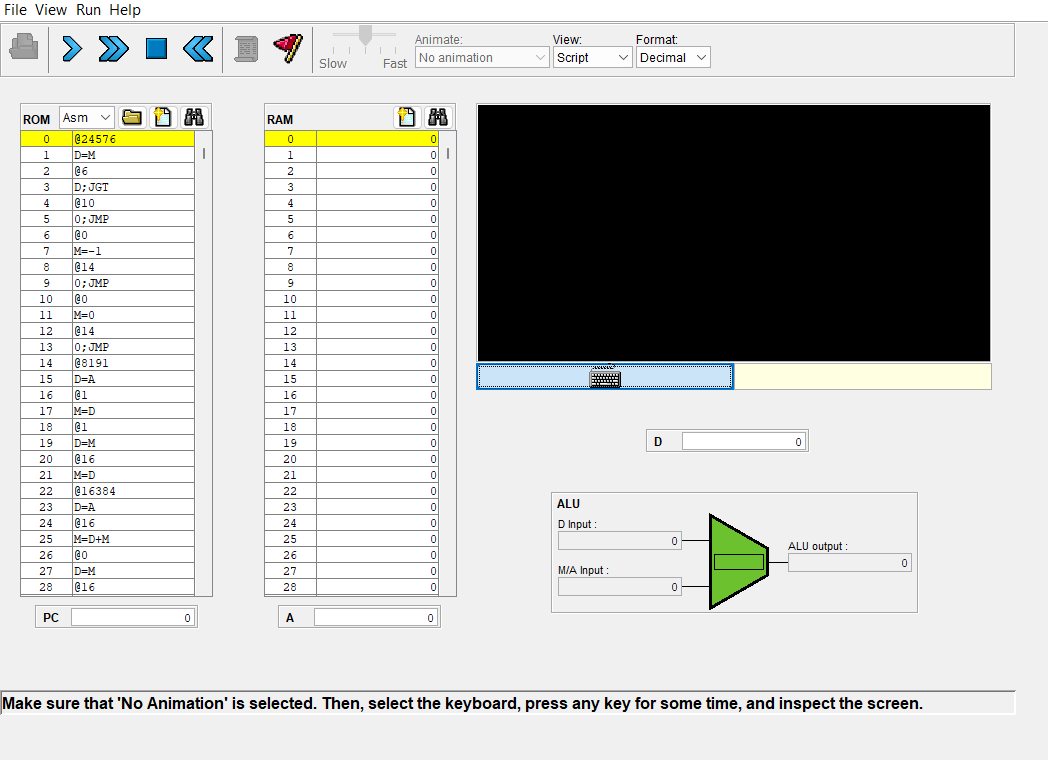 File View Run Help
Slow Fast
Animate: View: Format:
No animation Script Decimal
ROM Asm
0 @24576
1 D=M
2 @6
3 D;JGT
4 @10
5 0;JMP
6 @0
7 M=-1
8 @14
9 0;JMP
10 @0
11 M=0
12 @14
13 0;JMP
14 @8191
15 D=A
16 @1
17 M=D
18 @1
19 D=M
20 @16
21 M=D
22 @16384
23 D=A
24 @16
25 M=D+M
26 @0
27 D=M
28 @16
PC 0
RAM
0 0
1 0
2 0
3 0
4 0
5 0
6 0
7 0
8 0
9 0
10 0
11 0
12 0
13 0
14 0
15 0
16 0
17 0
18 0
19 0
20 0
21 0
22 0
23 0
24 0
25 0
26 0
27 0
28 0
A 0
D 0
ALU
D Input :
0
M/A Input :
0
ALU output :
0
Make sure that 'No Animation' is selected. Then, select the keyboard, press any key for some time, and inspect the screen.